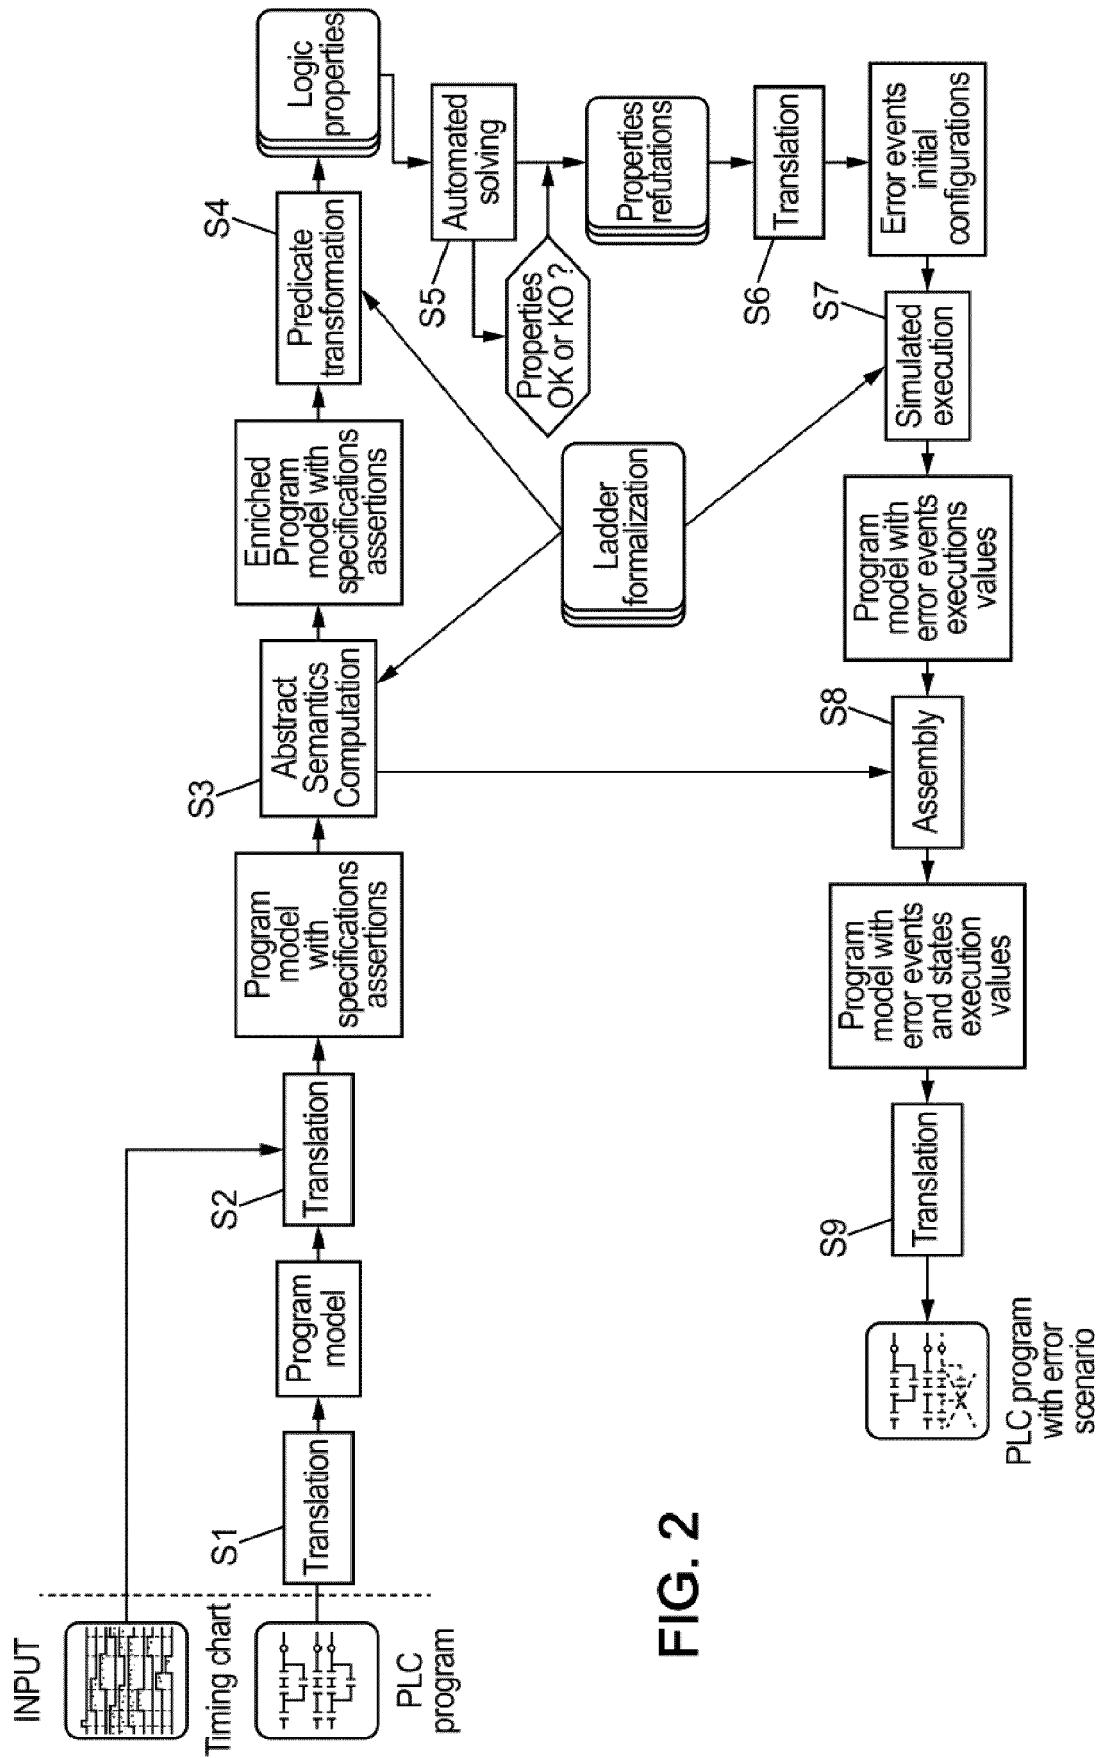 INPUT
Timing chart
PLC
program
S1
Translation
Program
model
S2
Translation
Program
model
with
specifications
assertions
S3
Abstract
Semantics
Computation
Enriched
Program
model with
specifications
assertions
S4
Predicate
transformation
Logic
properties
S5
Automated
solving
Properties
OK or KO ?
Properties
refutations
S6
Translation
Error events
initial
configurations
Ladder
formalization
S7
Simulated
execution
Program
model with
error events
executions
values
S8
Assembly
Program
model with
error events
and states
execution
values
S9
Translation
PLC program
with error
scenario
FIG. 2